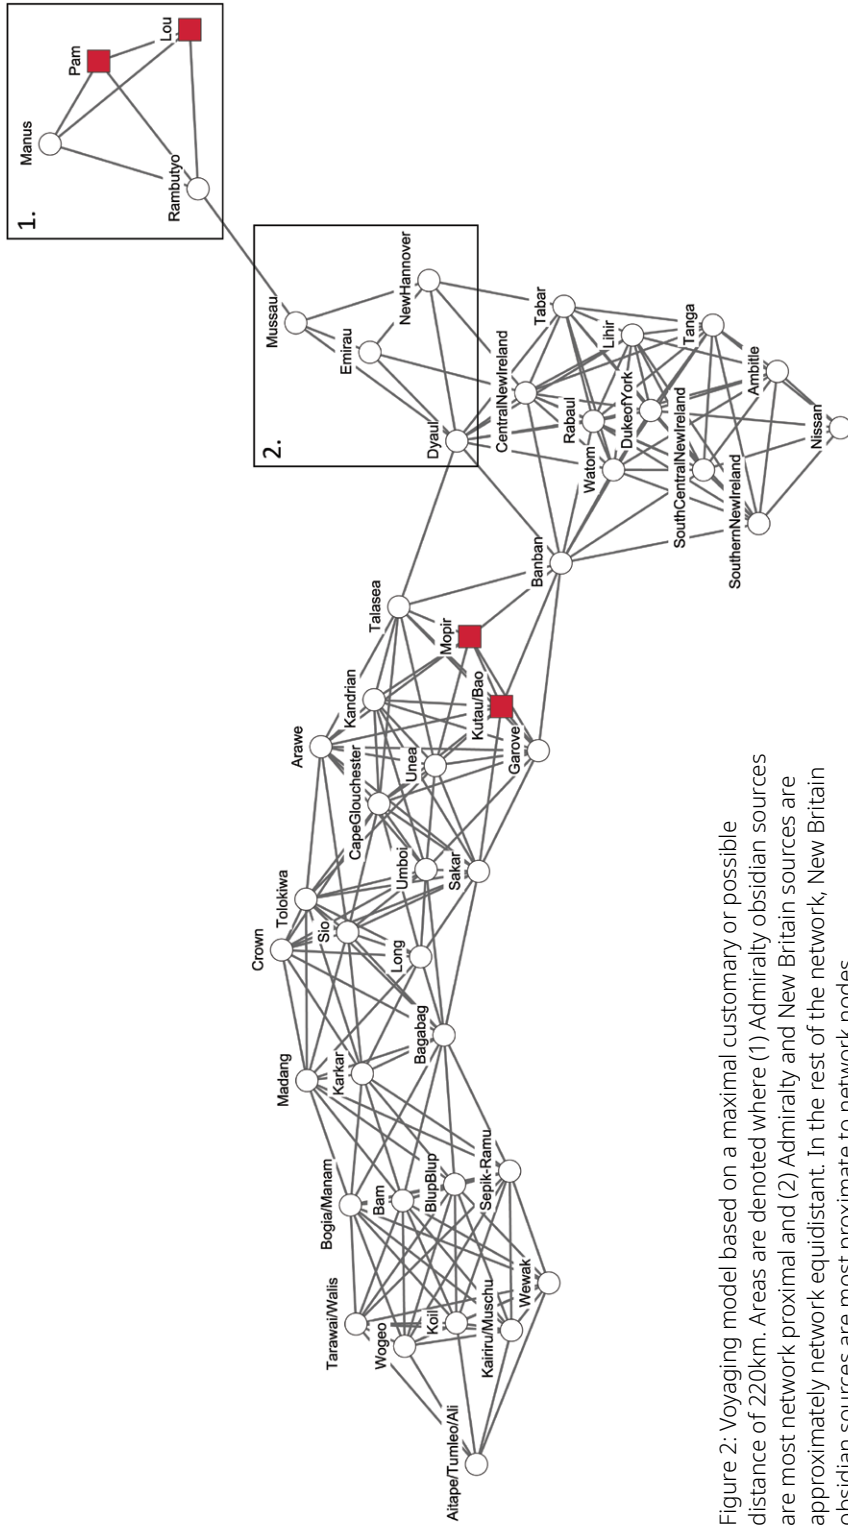 1.
Manus
Pam
Lou
Rambutyo
Crown
2.
Mussau
Tolokiwa
Madang
Arawe
Sio
Bogia/Manam
Tarawai/Walis
Karkar
Emirau
Kandrian
CapeGlouchester
Talasea
Bam
Wogeo
Long
Umboi
NewHannover
Unea
Bagabag
BlupBlup
Koil
Dyaul
Mopir
Aitape/Tumleo/Ali
Sakar
Kutau/Bao
Sepik-Ramu
Kairiru/Muschu
CentralNewIreland
Garove
Wewak
Banban
Tabar
Rabaul
Watom
Lihir
DukeofYork
SouthCentralNewIreland
Tanga
SouthernNewIreland
Ambitle
Nissan
Figure 2: Voyaging model based on a maximal customary or possible
distance of 220km. Areas are denoted where (1) Admiralty obsidian sources
are most network proximal and (2) Admiralty and New Britain sources are
approximately network equidistant. In the rest of the network, New Britain
obsidian sources are most proximate to network nodes